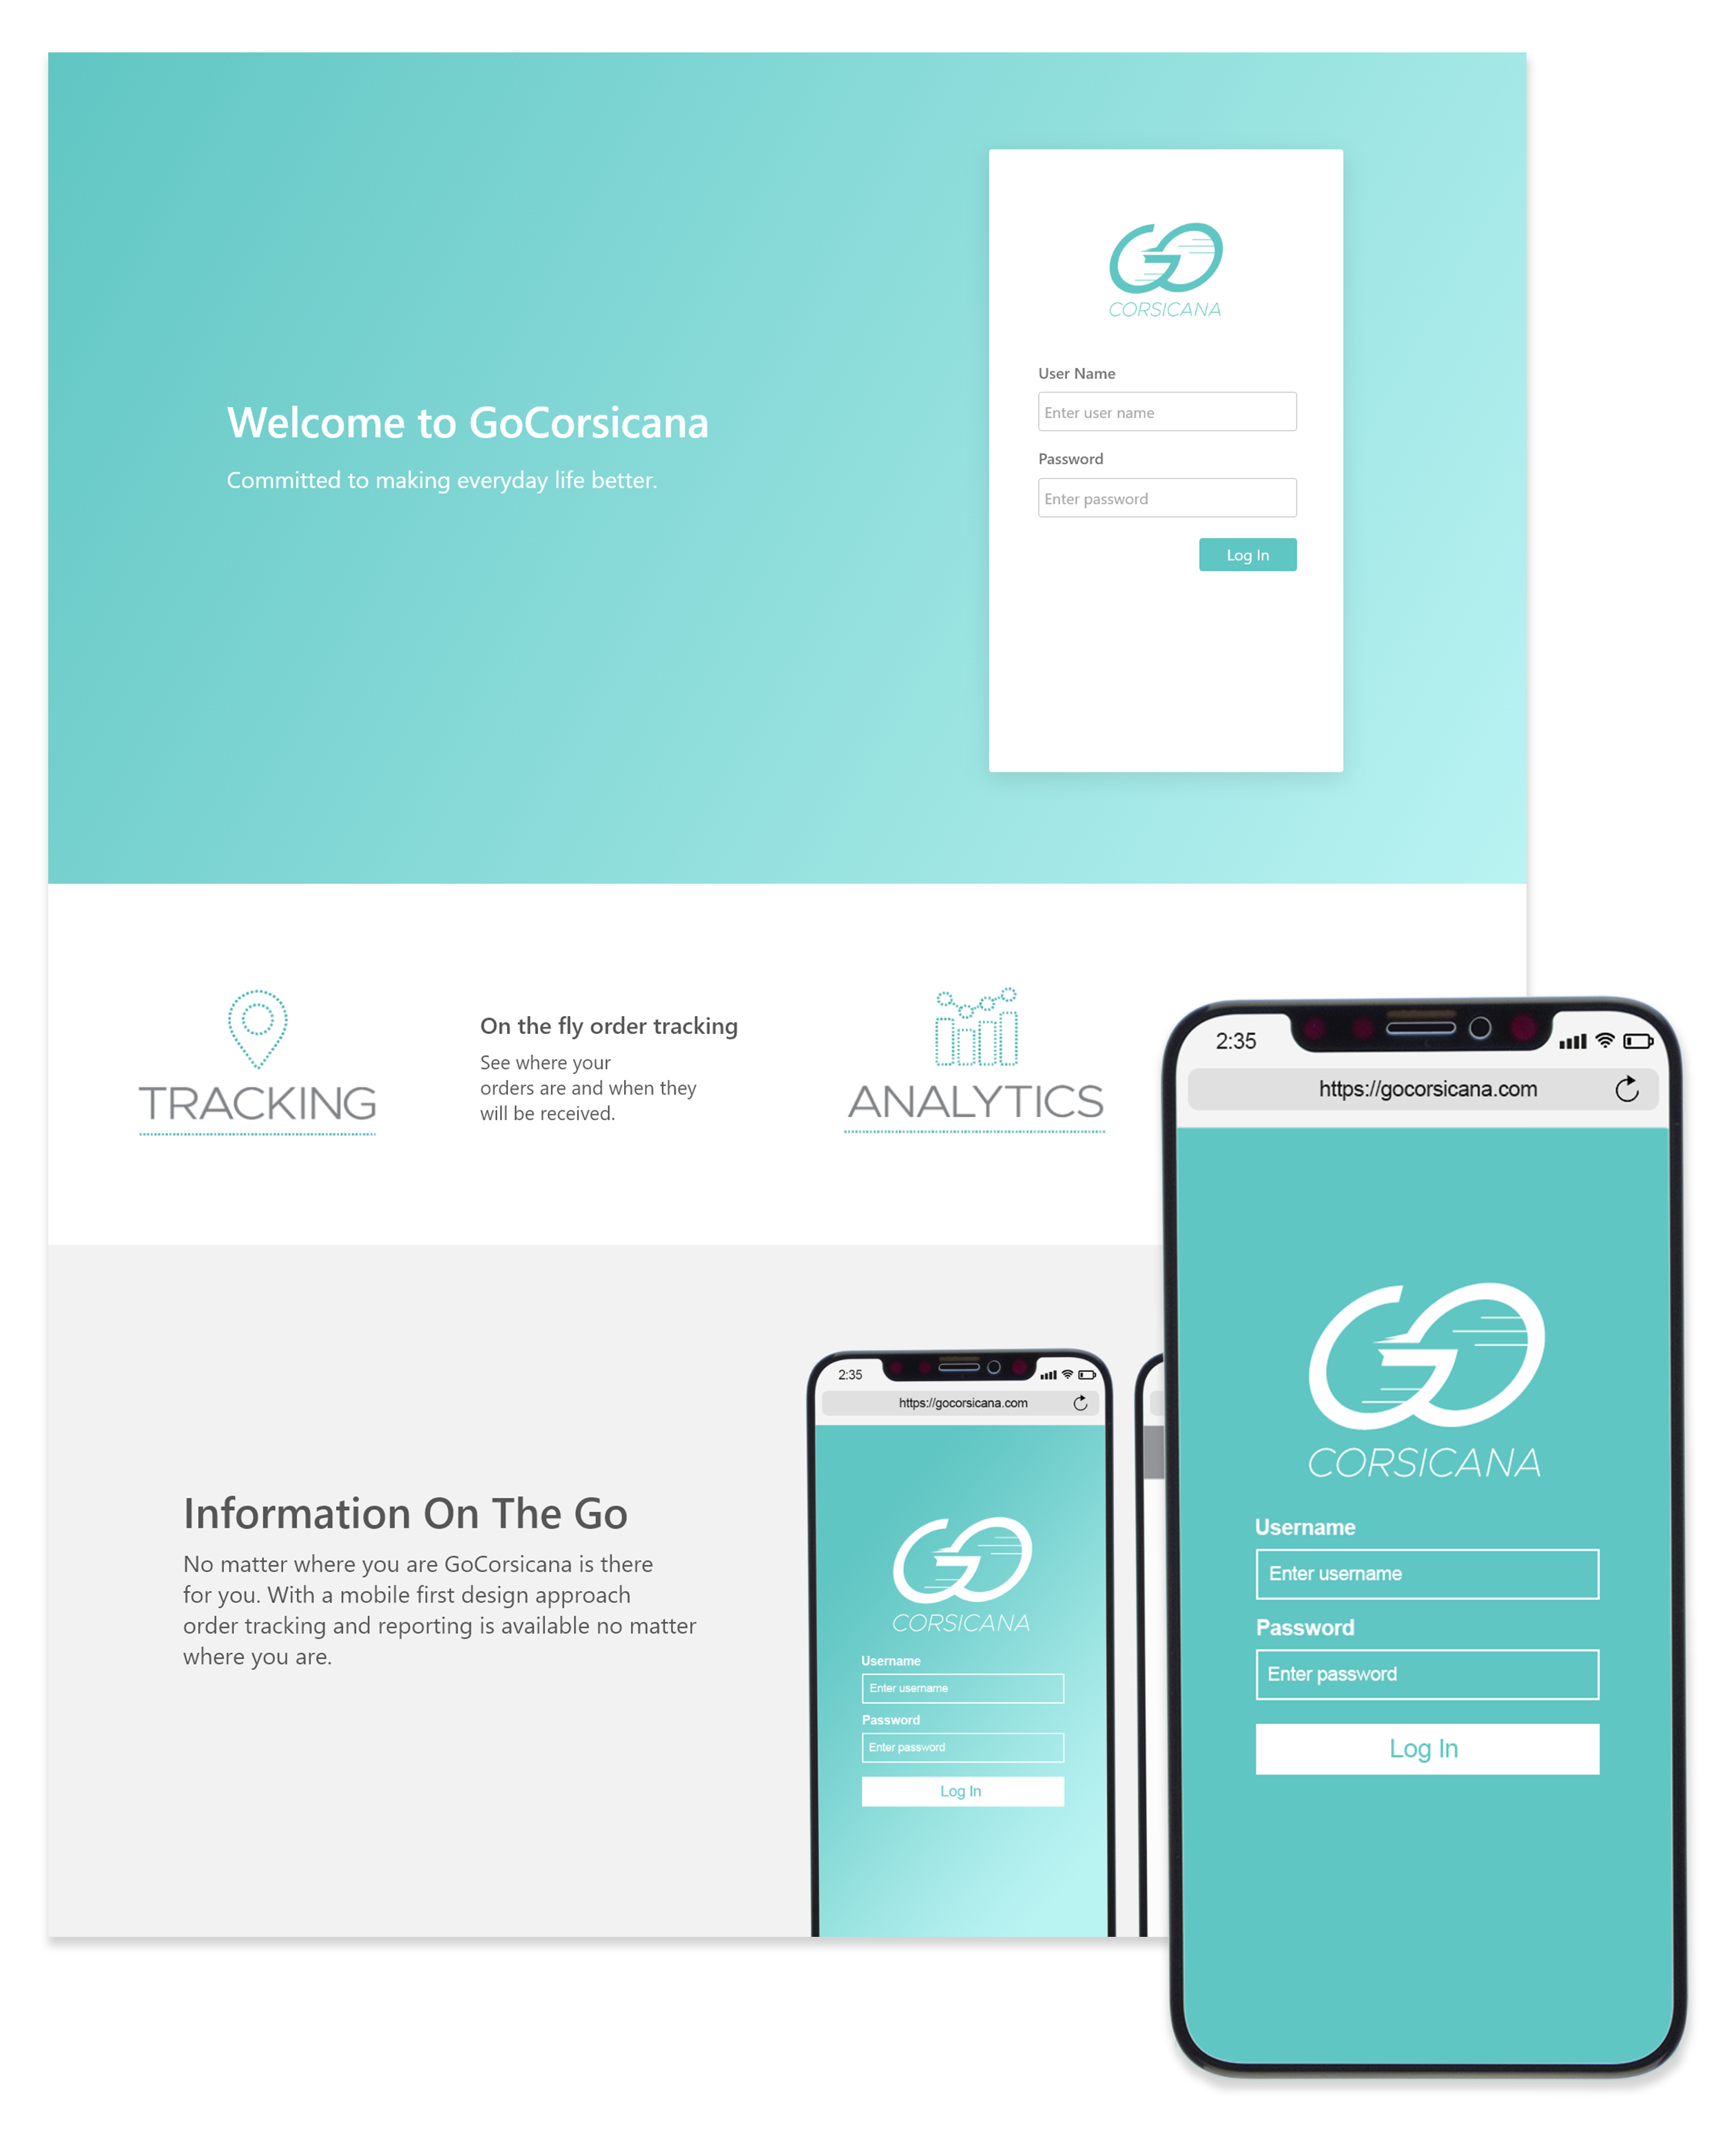 GO
CORSICANA
User Name
Enter user name
Password
Enter password
Log In
Welcome to GoCorsicana
Committed to making everyday life better.
TRACKING
On the fly order tracking
See where your
orders are and when they
will be received.
ANALYTICS
Information On The Go
No matter where you are GoCorsicana is there
for you. With a mobile first design approach
order tracking and reporting is available no matter
where you are.
2:35
https://gocorsicana.com
GO
CORSICANA
Username
Enter username
Password
Enter password
Log In
2:35
https://gocorsicana.com
GO
CORSICANA
Username
Enter username
Password
Enter password
Log In